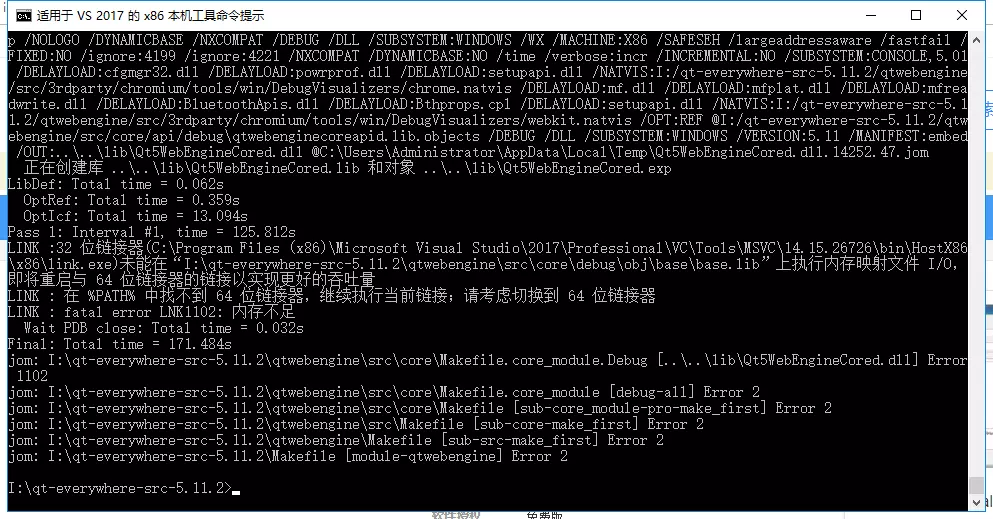 适用于 VS 2017 的 x86 本机工具命令提示
p /NOLOGO /DYNAMICBASE /NXCOMPAT /DEBUG /DLL /SUBSYSTEM:WINDOWS /WX /MACHINE:X86 /SAFESEH /largeaddressaware /fastfail /
FIXED:NO /ignore:4199 /ignore:4221 /NXCOMPAT /DYNAMICBASE:NO /time /verbose:incr /INCREMENTAL:NO /SUBSYSTEM:CONSOLE,5.01
 /DELAYLOAD:cfgmgr32.dll /DELAYLOAD:powrprof.dll /DELAYLOAD:setupapi.dll /NATVIS:I:/qt-everywhere-src-5.11.2/qtwebengine
/src/3rdparty/chromium/tools/win/DebugVisualizers/chrome.natvis /DELAYLOAD:mf.dll /DELAYLOAD:mfplat.dll /DELAYLOAD:mfrea
dwrite.dll /DELAYLOAD:BluetoothApis.dll /DELAYLOAD:Bthprops.cpl /DELAYLOAD:setupapi.dll /NATVIS:I:/qt-everywhere-src-5.1
1.2/qtwebengine/src/3rdparty/chromium/tools/win/DebugVisualizers/webkit.natvis /OPT:REF @I:/qt-everywhere-src-5.11.2/qtw
ebengine/src/core/api/debug\qtwebenginecoreapid.lib.objects /DEBUG /DLL /SUBSYSTEM:WINDOWS /VERSION:5.11 /MANIFEST:embed
 /OUT:..\..\lib\Qt5WebEngineCored.dll @C:\Users\Administrator\AppData\Local\Temp\Qt5WebEngineCored.dll.14252.47.jom
正在创建库 ..\..\lib\Qt5WebEngineCored.lib 和对象 ..\..\lib\Qt5WebEngineCored.exp
LibDef: Total time = 0.062s
OptRef: Total time = 0.359s
OptIcf: Total time = 13.094s
Pass 1: Interval #1, time = 125.812s
LINK :32 位链接器(C:\Program Files (x86)\Microsoft Visual Studio\2017\Professional\VC\Tools\MSVC\14.15.26726\bin\HostX86
\x86\link.exe)未能在“I:\qt-everywhere-src-5.11.2\qtwebengine\src\core\debug\obj\base\base.lib”上执行内存映射文件 I/O，
即将重启与 64 位链接器的链接以实现更好的吞吐量
LINK : 在 %PATH% 中找不到 64 位链接器，继续执行当前链接；请考虑切换到 64 位链接器
LINK : fatal error LNK1102: 内存不足
Wait PDB close: Total time = 0.032s
Final: Total time = 171.484s
jom: I:\qt-everywhere-src-5.11.2\qtwebengine\src\core\Makefile.core_module.Debug [..\..\lib\Qt5WebEngineCored.dll] Error
 1102
jom: I:\qt-everywhere-src-5.11.2\qtwebengine\src\core\Makefile.core_module [debug-all] Error 2
jom: I:\qt-everywhere-src-5.11.2\qtwebengine\src\core\Makefile [sub-core_module-pro-make_first] Error 2
jom: I:\qt-everywhere-src-5.11.2\qtwebengine\src\Makefile [sub-core-make_first] Error 2
jom: I:\qt-everywhere-src-5.11.2\qtwebengine\Makefile [sub-src-make_first] Error 2
jom: I:\qt-everywhere-src-5.11.2\Makefile [module-qtwebengine] Error 2
I:\qt-everywhere-src-5.11.2>